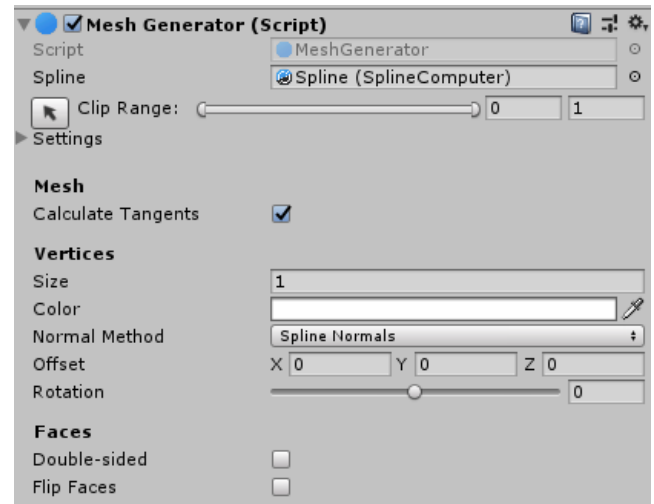 Mesh Generator (Script)
Script MeshGenerator
Spline Spline (SplineComputer)
Clip Range: 0 1
Settings
Mesh
Calculate Tangents
Vertices
Size 1
Color
Normal Method Spline Normals
Offset X 0 Y 0 Z 0
Rotation 0
Faces
Double-sided
Flip Faces